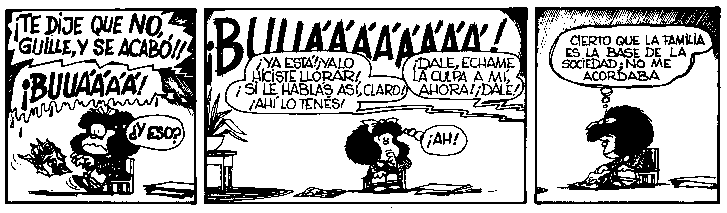 ¡TE DIJE QUE NO,
GUILLE, Y SE ACABÓ!!
¡BUUÁÁÁÁ!
¿Y ESO?
¡BUUUÁÁÁÁÁÁÁÁ!
¡YA ESTÁ! ¡YA LO
HICISTE LLORAR!
¡SI LE HABLAS ASÍ, CLARO!
¡AHÍ LO TENÉS!
¡DALE, ECHAME
LA CULPA A MÍ,
AHORA! ¡DALE!
¡AH!
CIERTO QUE LA FAMILIA
ES LA BASE DE LA
SOCIEDAD; NO ME
ACORDABA